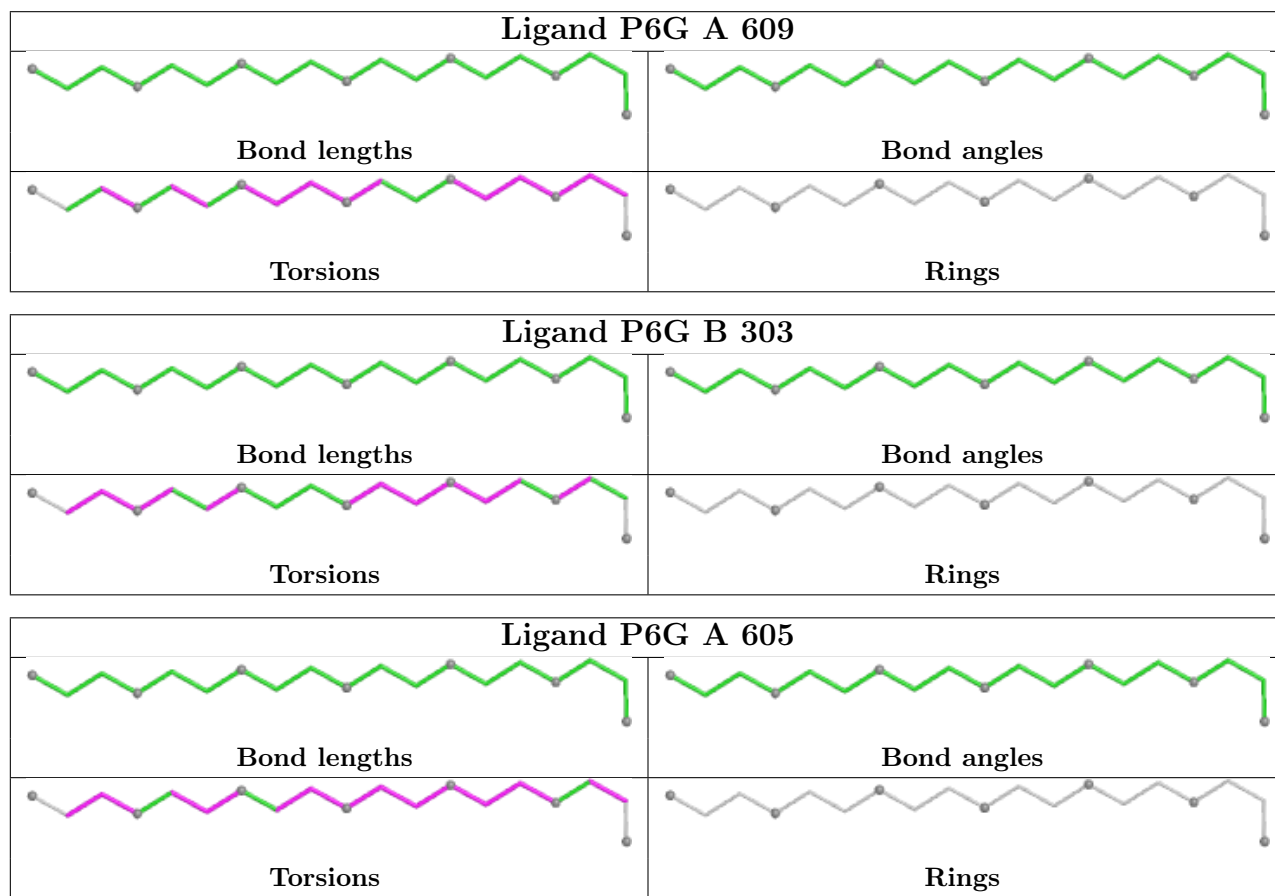 Ligand P6G A 609
Bond lengths
Bond angles
Torsions
Rings
Ligand P6G B 303
Bond lengths
Bond angles
Torsions
Rings
Ligand P6G A 605
Bond lengths
Bond angles
Torsions
Rings